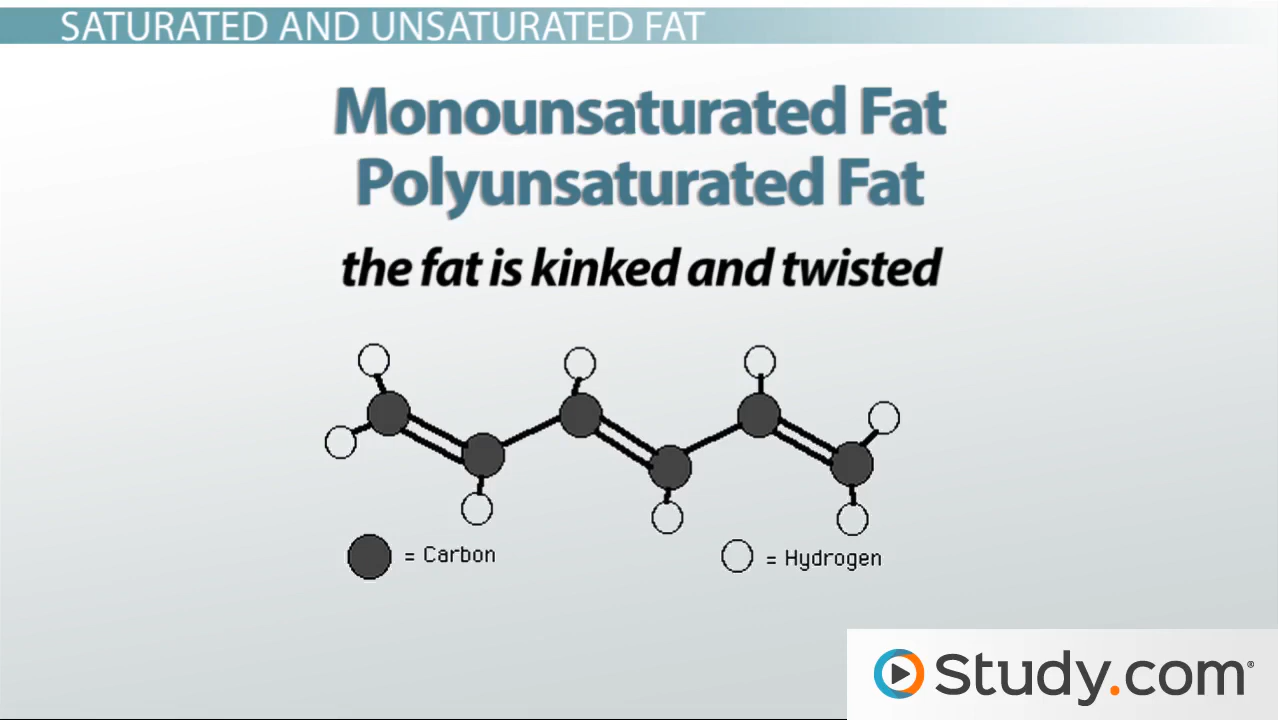 SATURATED AND UNSATURATED FAT
Monounsaturated Fat
Polyunsaturated Fat
the fat is kinked and twisted
= Carbon
= Hydrogen
Study.com®